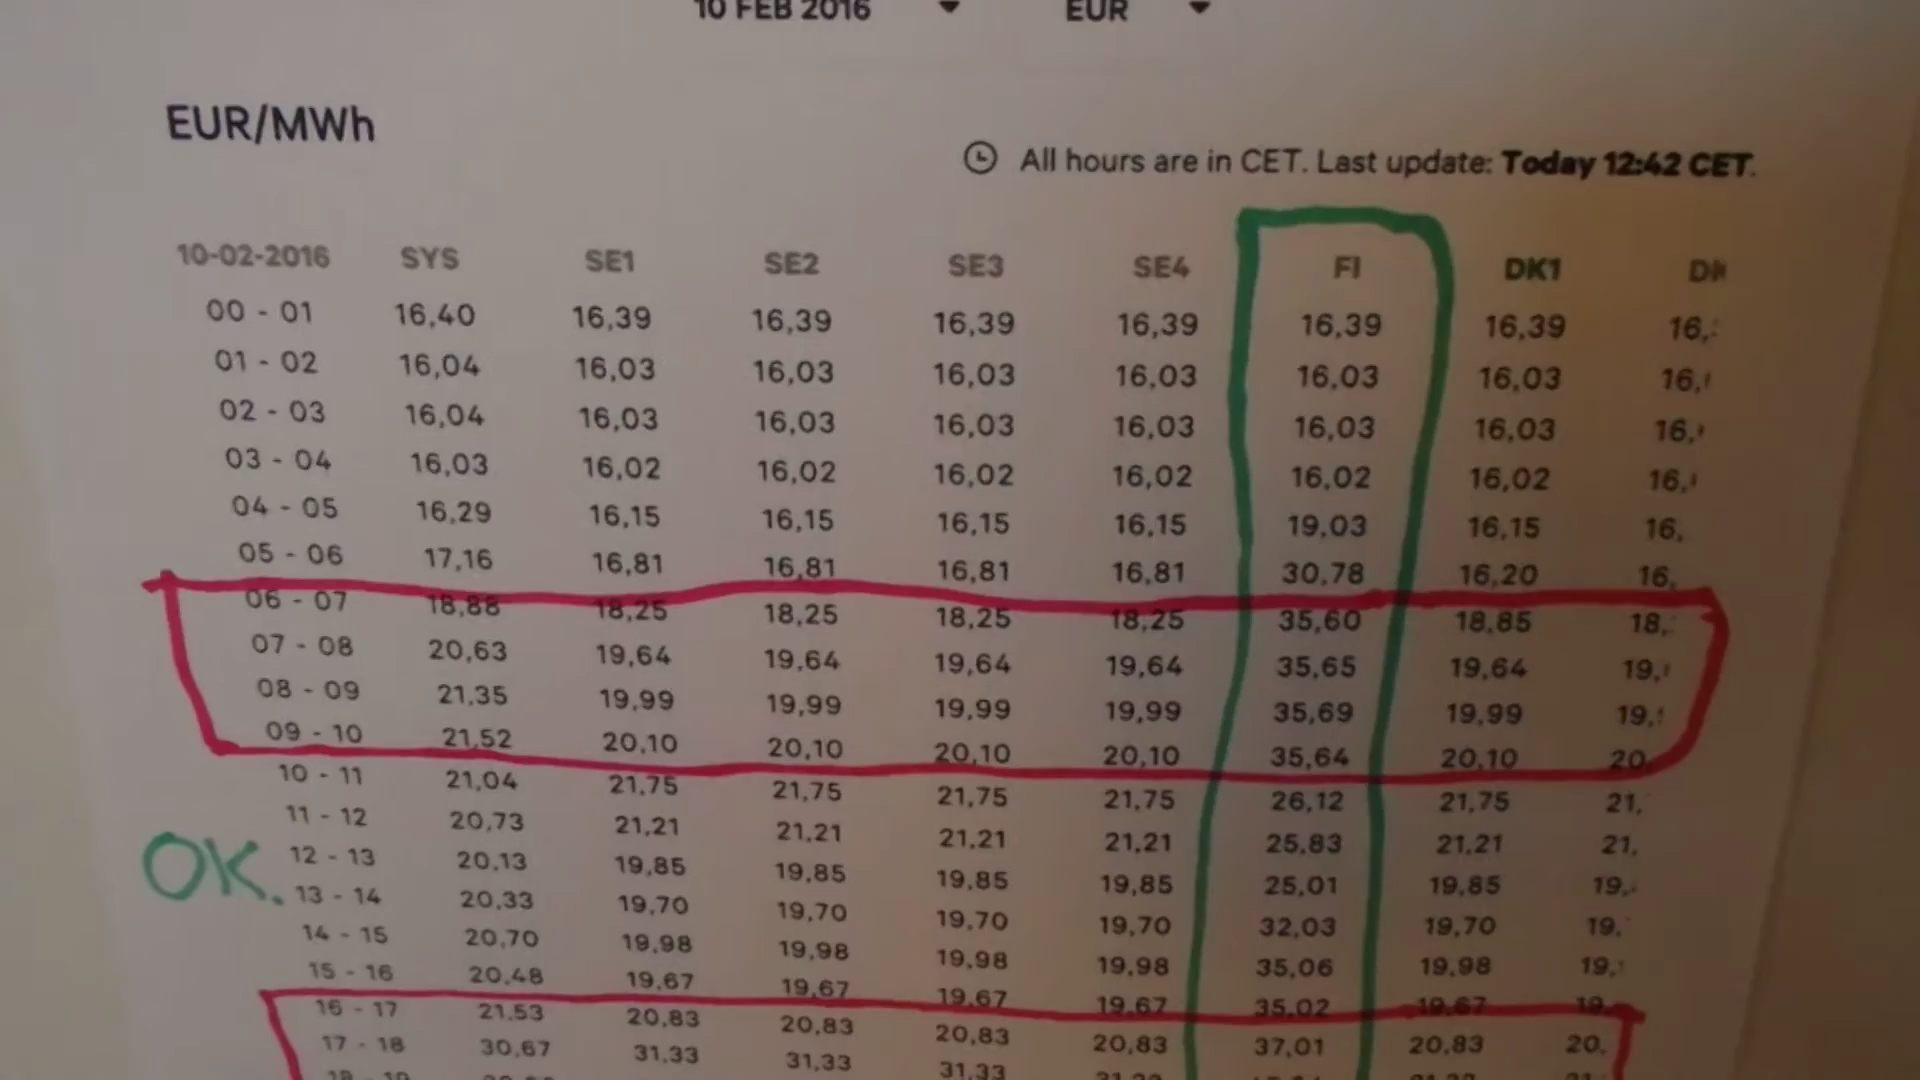 10 FEB 2016 EUR
EUR/MWh
All hours are in CET. Last update: Today 12:42 CET.
10-02-2016 SYS SE1 SE2 SE3 SE4 FI DK1
00 - 01 16,40 16,39 16,39 16,39 16,39 16,39 16,39
01 - 02 16,04 16,03 16,03 16,03 16,03 16,03 16,03
02 - 03 16,04 16,03 16,03 16,03 16,03 16,03 16,03
03 - 04 16,03 16,02 16,02 16,02 16,02 16,02 16,02
04 - 05 16,29 16,15 16,15 16,15 16,15 19,03 16,15
05 - 06 17,16 16,81 16,81 16,81 16,81 30,78 16,20
06 - 07 18,88 18,25 18,25 18,25 18,25 35,60 18,85
07 - 08 20,63 19,64 19,64 19,64 19,64 35,65 19,64
08 - 09 21,35 19,99 19,99 19,99 19,99 35,69 19,99
09 - 10 21,52 20,10 20,10 20,10 20,10 35,64 20,10
10 - 11 21,04 21,75 21,75 21,75 21,75 26,12 21,75
11 - 12 20,73 21,21 21,21 21,21 21,21 25,83 21,21
OK. 12 - 13 20,13 19,85 19,85 19,85 19,85 25,01 19,85
13 - 14 20,33 19,70 19,70 19,70 19,70 32,03 19,70
14 - 15 20,70 19,98 19,98 19,98 19,98 35,06 19,98
15 - 16 20,48 19,67 19,67 19,67 19,67 35,02 19,67
16 - 17 21,53 20,83 20,83 20,83 20,83 37,01 20,83
17 - 18 30,67 31,33 31,33 31,33